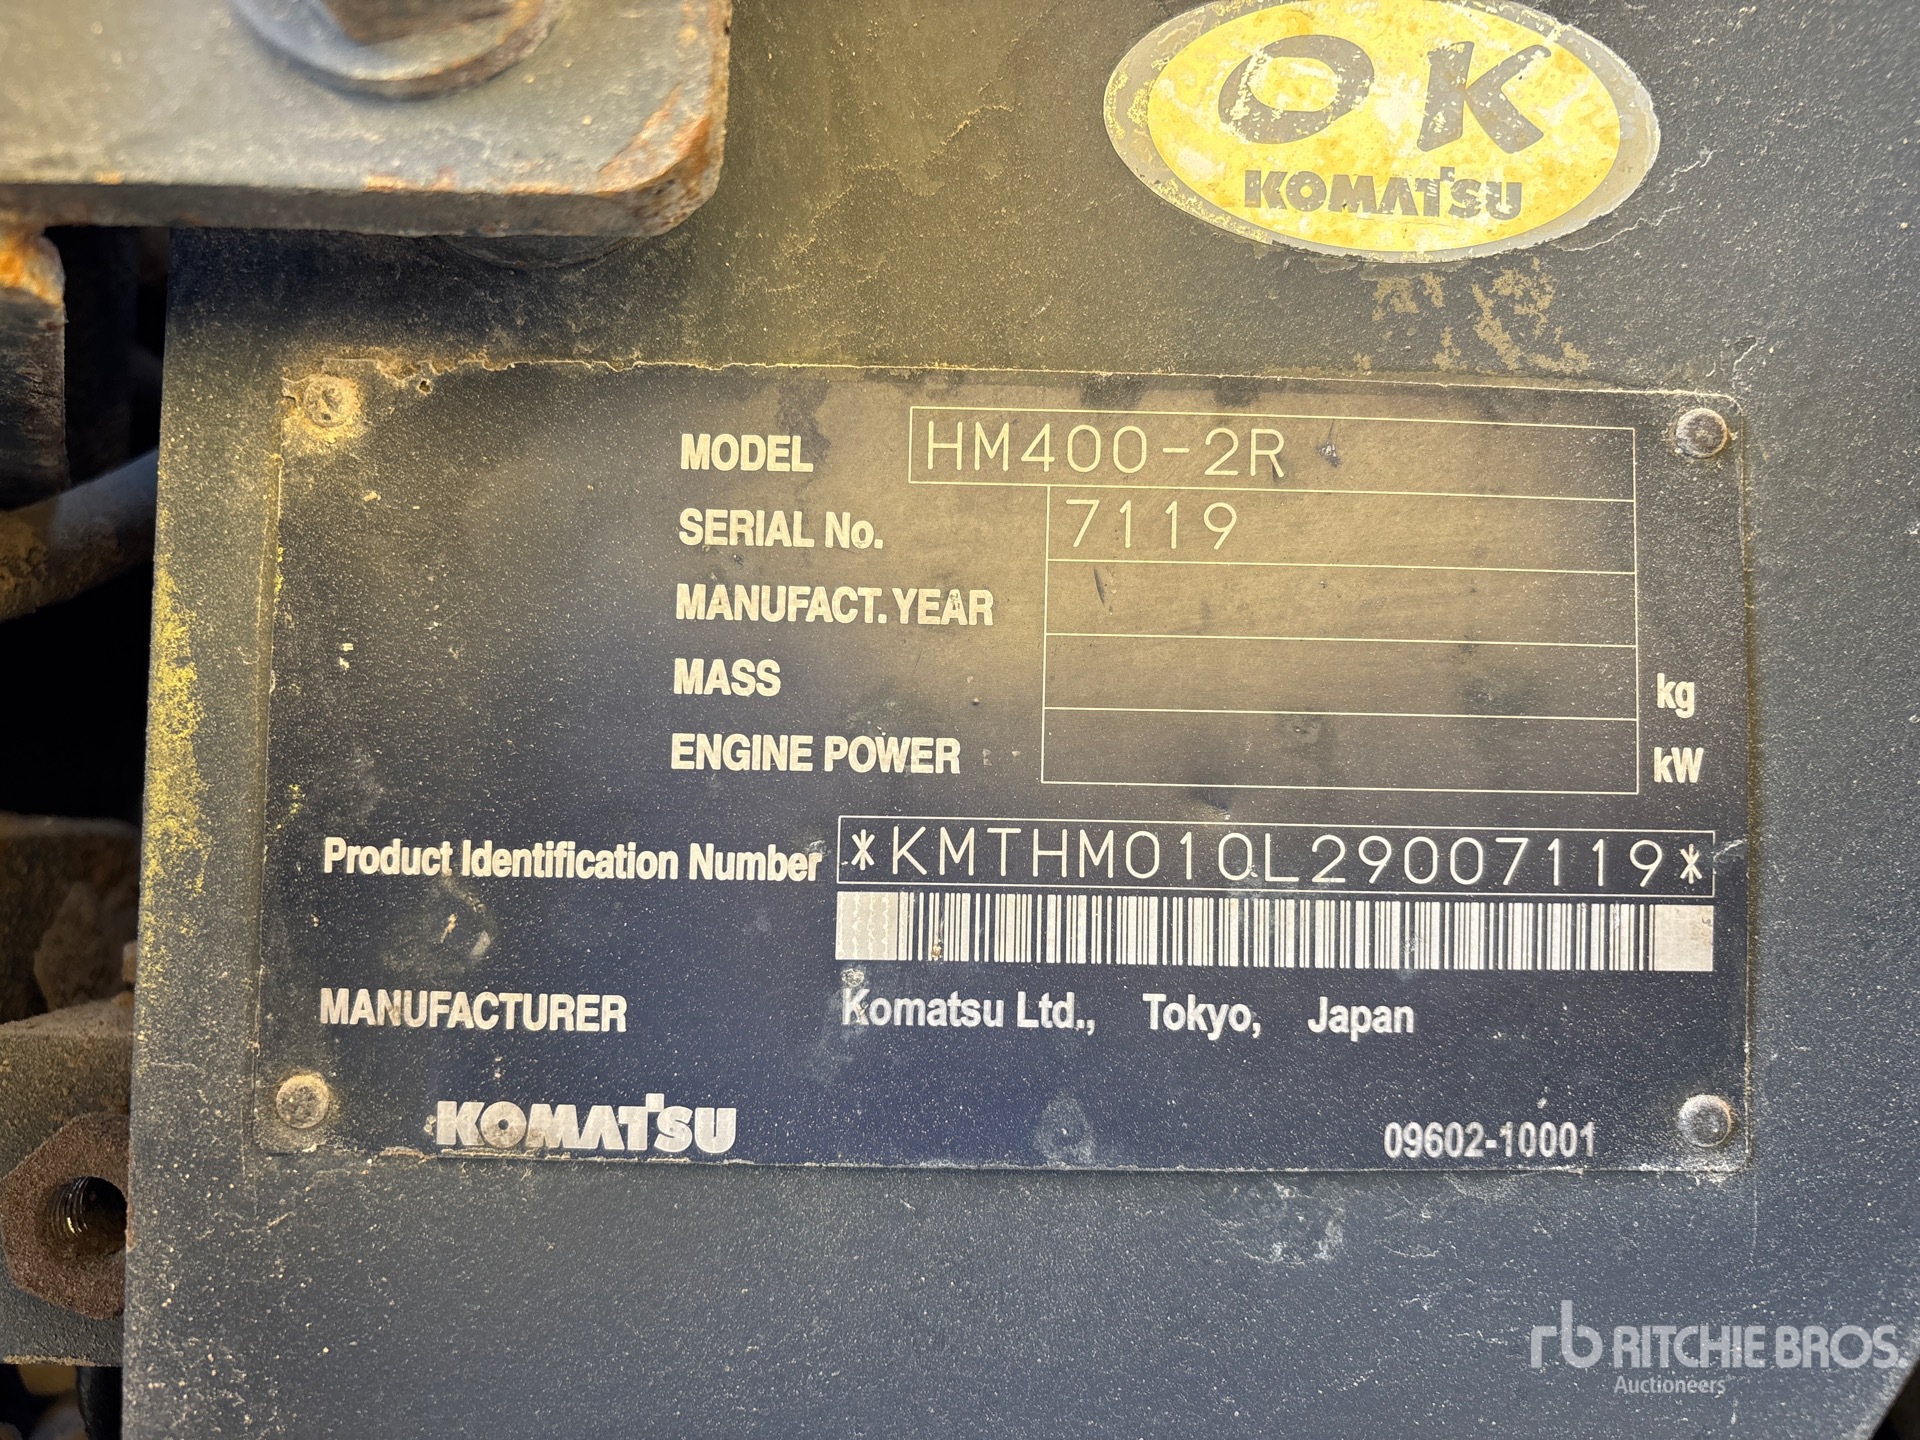 OK
KOMATSU
MODEL HM400-2R
SERIAL No. 7119
MANUFACT. YEAR
MASS kg
ENGINE POWER kW
Product Identification Number *KMTHM010L29007119*
MANUFACTURER Komatsu Ltd., Tokyo, Japan
KOMATSU 09602-10001
rb RITCHIE BROS.
Auctioneers